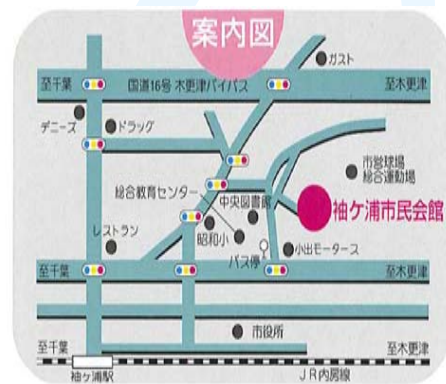 案内図
ガスト
至千葉
国道16号 木更津バイパス
至木更津
デニーズ
ドラッグ
市営球場
総合運動場
総合教育センター
中央図書館
袖ケ浦市民会館
レストラン
昭和小
バス停
小出モータース
至千葉
至木更津
市役所
至千葉
至木更津
袖ケ浦駅
JR内房線